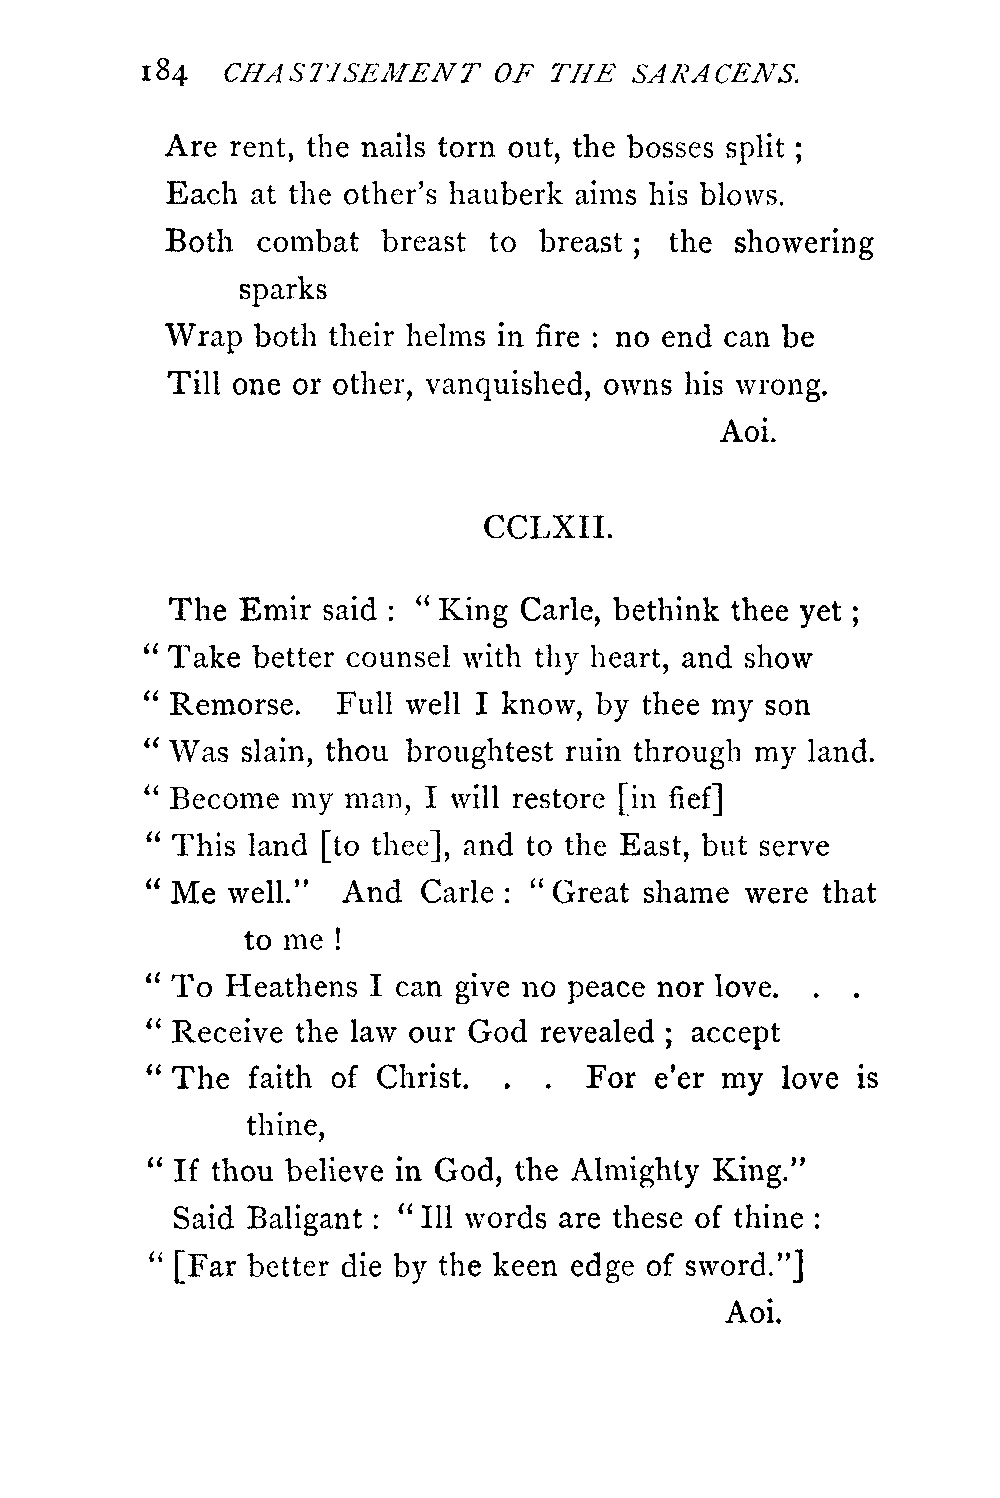 184 CHASTISEMENT OF THE SARACENS.
Are rent, the nails torn out, the bosses split ;
Each at the other's hauberk aims his blows.
Both combat breast to breast ; the showering
sparks
Wrap both their helms in fire : no end can be
Till one or other, vanquished, owns his wrong.
Aoi.
CCLXII.
The Emir said : “ King Carle, bethink thee yet ;
“ Take better counsel with thy heart, and show
“ Remorse. Full well I know, by thee my son
“ Was slain, thou broughtest ruin through my land.
“ Become my man, I will restore [in fief]
“ This land [to thee], and to the East, but serve
“ Me well.” And Carle : “ Great shame were that
to me !
“ To Heathens I can give no peace nor love. . .
“ Receive the law our God revealed ; accept
“ The faith of Christ. . . For e'er my love is
thine,
“ If thou believe in God, the Almighty King.”
Said Baligant : “ Ill words are these of thine :
“ [Far better die by the keen edge of sword.”]
Aoi.